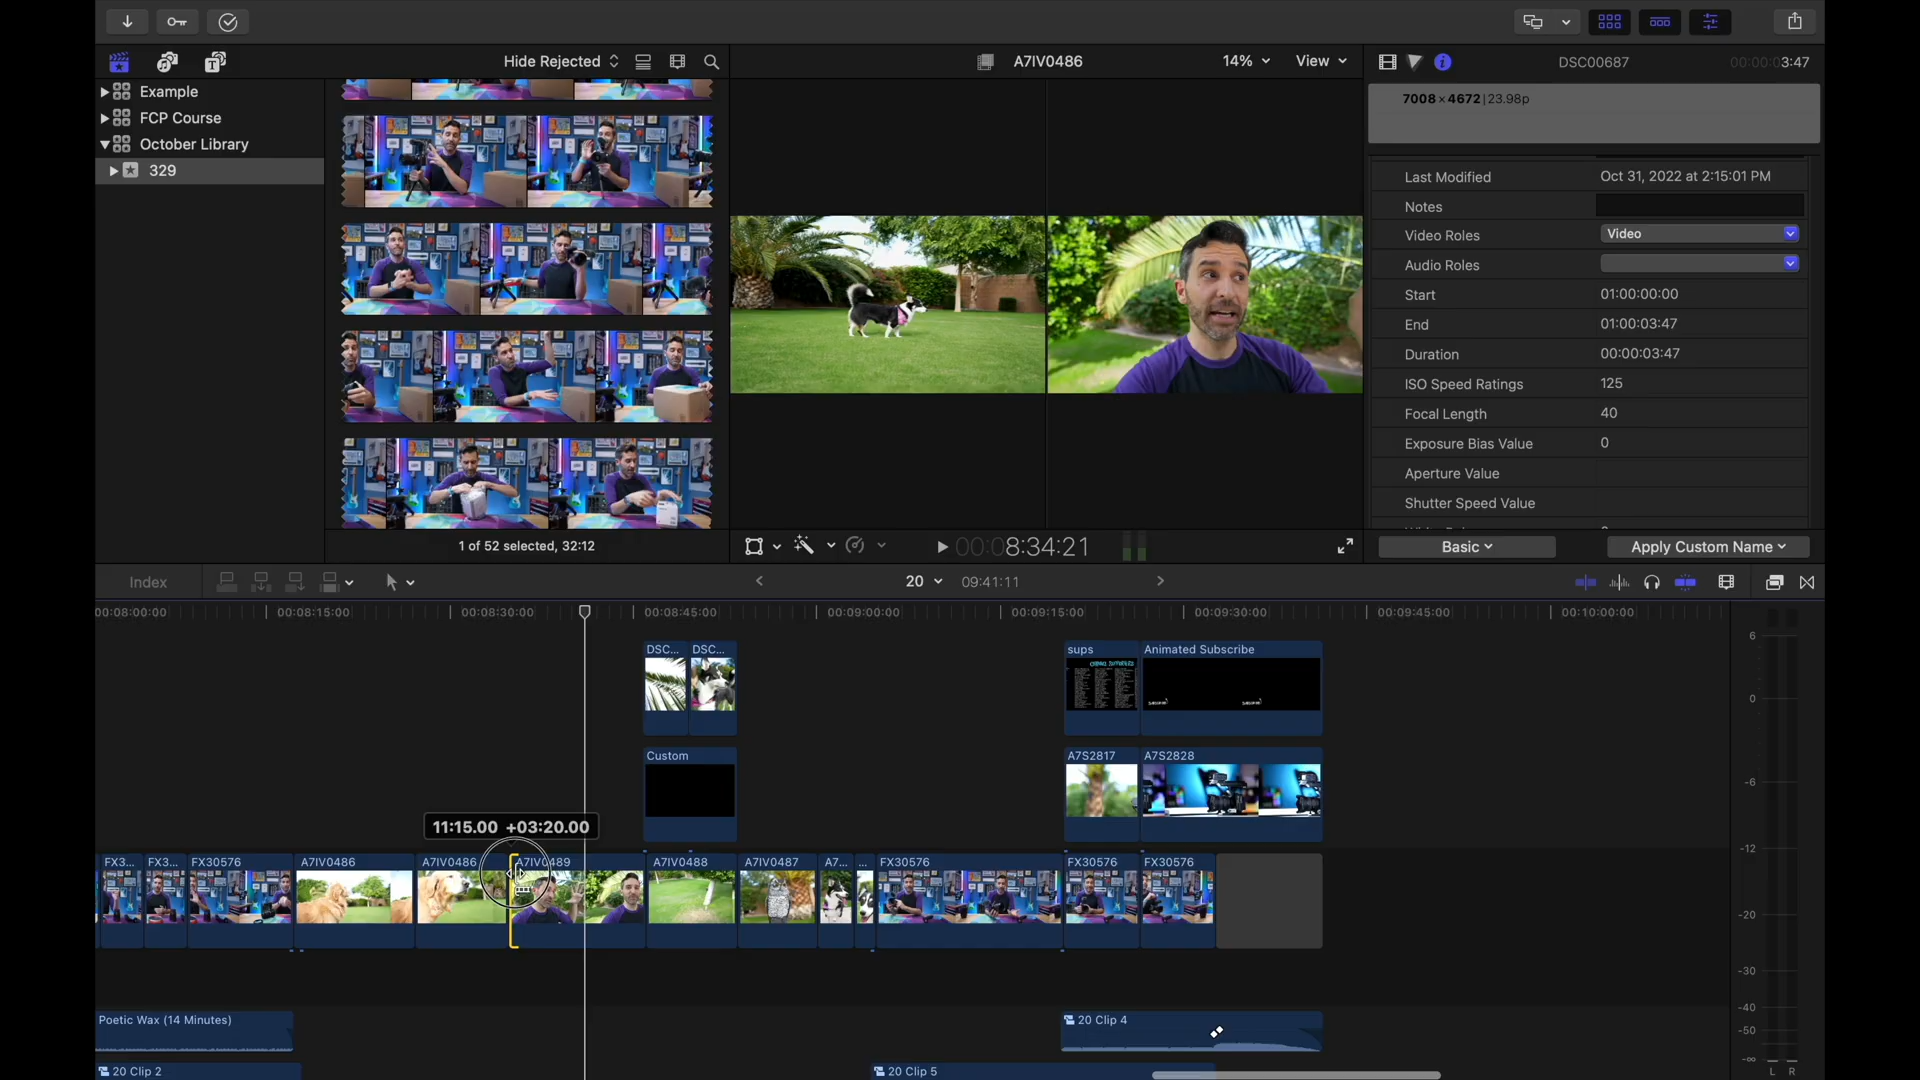 Hide Rejected
A7IV0486
14%
View
DSC00687
00:00:03:47
Example
FCP Course
October Library
329
7008 × 4672 | 23.98p
Last Modified
Oct 31, 2022 at 2:15:01 PM
Notes
Video Roles
Video
Audio Roles
Start
01:00:00:00
End
01:00:03:47
Duration
00:00:03:47
ISO Speed Ratings
125
Focal Length
40
Exposure Bias Value
0
Aperture Value
Shutter Speed Value
1 of 52 selected, 32:12
00:08:34:21
Basic
Apply Custom Name
Index
20
09:41:11
00:08:00:00
00:08:15:00
00:08:30:00
00:08:45:00
00:09:00:00
00:09:15:00
00:09:30:00
00:09:45:00
00:10:00:00
DSC...
DSC...
sups
Animated Subscribe
Custom
A7S2817
A7S2828
11:15.00 +03:20.00
FX3...
FX3...
FX30576
A7IV0486
A7IV0486
A7IV0489
A7IV0488
A7IV0487
A7...
...
FX30576
FX30576
FX30576
Poetic Wax (14 Minutes)
20 Clip 4
20 Clip 2
20 Clip 5
6
0
-6
-12
-20
-30
-40
-50
-∞
L R